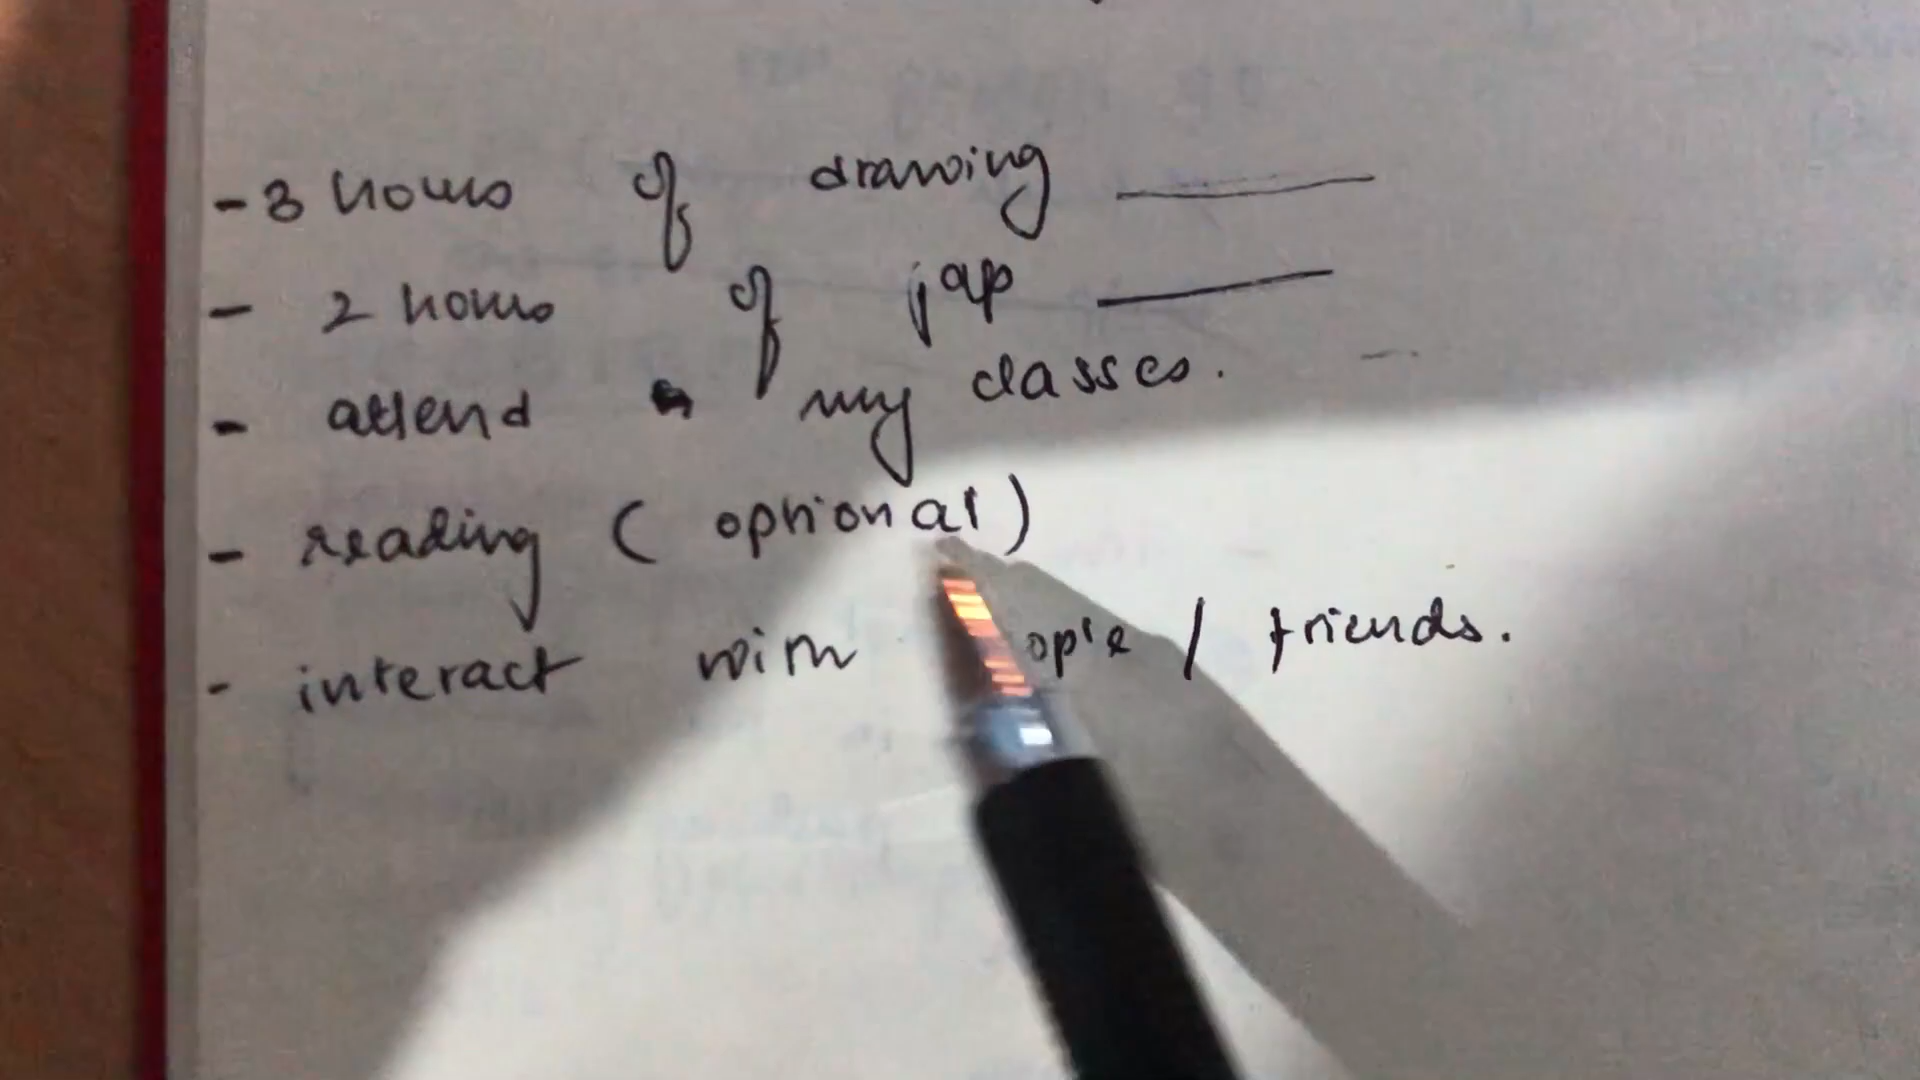 - 3 hours of drawing
- 2 hours of jap
- attend my classes.
- reading (optional)
- interact with / friends.